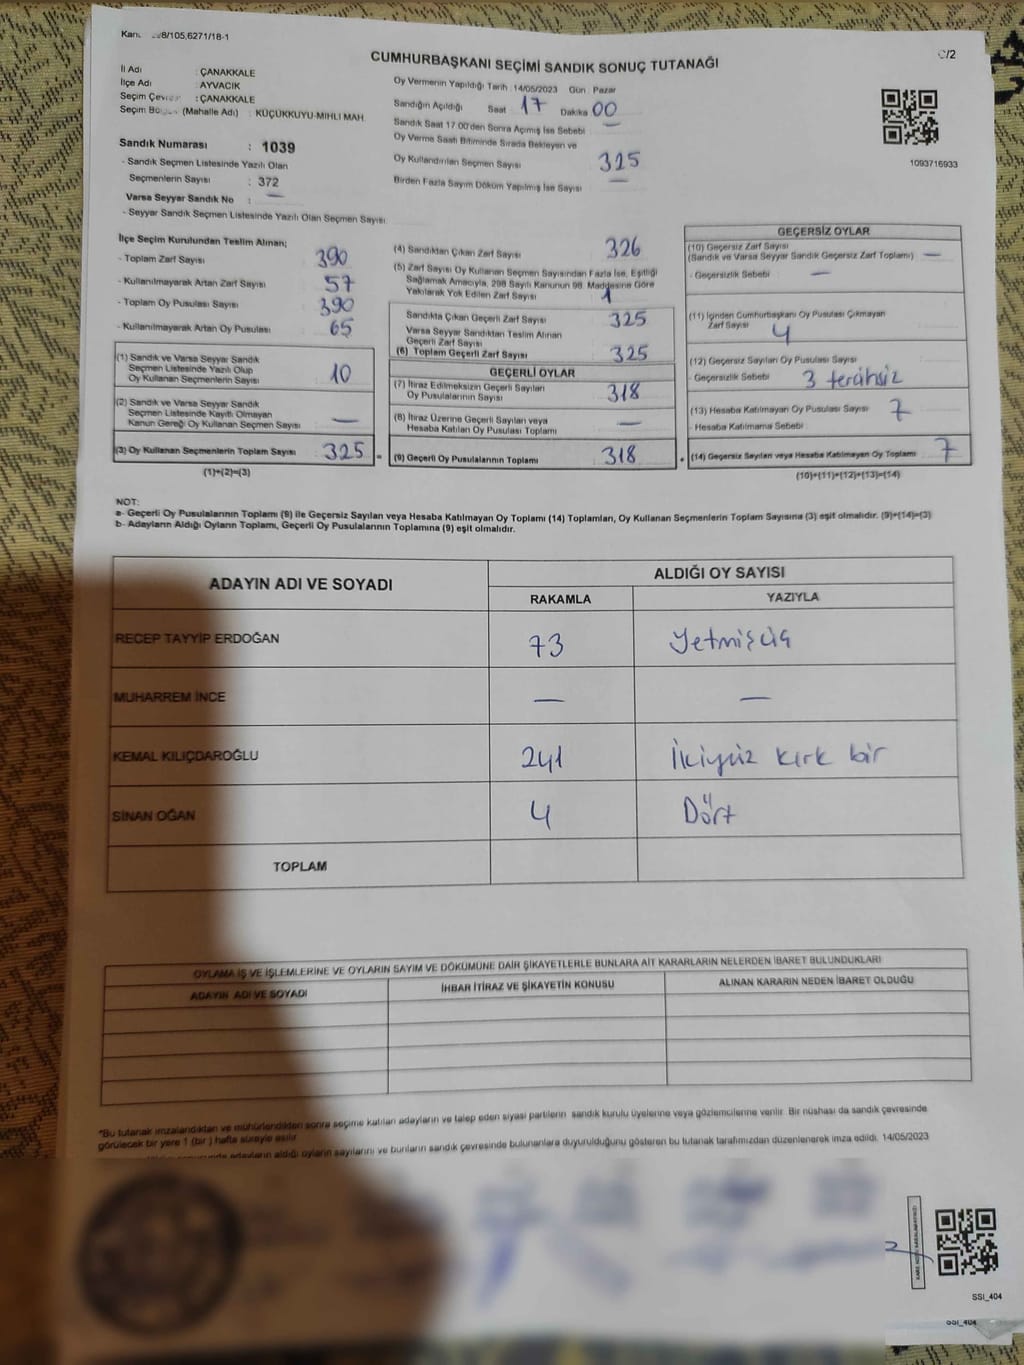 8/105,6271/18-1
/2
CUMHURBAŞKANI SEÇİMİ SANDIK SONUÇ TUTANAĞI
İl Adı : ÇANAKKALE
İlçe Adı : AYVACIK
Seçim Çevresi : ÇANAKKALE
Seçim (Mahalle Adı) : KÜÇÜKKUYU-MIHLI MAH.
Sandık Numarası : 1039
- Sandık Seçmen Listesinde Yazılı Olan
Seçmenlerin Sayısı : 372
Varsa Seyyar Sandık No : —
- Seyyar Sandık Seçmen Listesinde Yazılı Olan Seçmen Sayısı
Oy Vermenin Yapıldığı Tarih : 14/05/2023 Gün : Pazar
Sandığın Açıldığı Saat 17 Dakika 00
Sandık Saat 17:00'den Sonra Açılmış İse Sebebi —
Oy Verme Saati Bitiminde Sırada Bekleyen ve
Oy Kullandırılan Seçmen Sayısı 325
Birden Fazla Sayım Döküm Yapılmış İse Sayısı —
1093716933
İlçe Seçim Kurulundan Teslim Alınan;
- Toplam Zarf Sayısı 390
- Kullanılmayarak Artan Zarf Sayısı 57
- Toplam Oy Pusulası Sayısı 390
- Kullanılmayarak Artan Oy Pusulası 65
(1) Sandık ve Varsa Seyyar Sandık
Seçmen Listesinde Yazılı Olup
Oy Kullanan Seçmenlerin Sayısı 10
(2) Sandık ve Varsa Seyyar Sandık
Seçmen Listesinde Kayıtlı Olmayan
Kanun Gereği Oy Kullanan Seçmen Sayısı —
(3) Oy Kullanan Seçmenlerin Toplam Sayısı 325 =
(1)+(2)=(3)
(4) Sandıktan Çıkan Zarf Sayısı 326
(5) Zarf Sayısı Oy Kullanan Seçmen Sayısından Fazla İse, Eşitliği
Sağlamak Amacıyla, 298 Sayılı Kanunun 98. Maddesine Göre
Yakılarak Yok Edilen Zarf Sayısı 1
Sandıkta Çıkan Geçerli Zarf Sayısı 325
Varsa Seyyar Sandıktan Teslim Alınan
Geçerli Zarf Sayısı
(6) Toplam Geçerli Zarf Sayısı 325
GEÇERLİ OYLAR
(7) İtiraz Edilmeksizin Geçerli Sayılan
Oy Pusulalarının Sayısı 318
(8) İtiraz Üzerine Geçerli Sayılan veya
Hesaba Katılan Oy Pusulası Toplamı —
(9) Geçerli Oy Pusulalarının Toplamı 318 +
GEÇERSİZ OYLAR
(10) Geçersiz Zarf Sayısı
(Sandık ve Varsa Seyyar Sandık Geçersiz Zarf Toplamı) —
- Geçersizlik Sebebi —
(11) İçinden Cumhurbaşkanı Oy Pusulası Çıkmayan
Zarf Sayısı 4
(12) Geçersiz Sayılan Oy Pusulası Sayısı
- Geçersizlik Sebebi 3 tercihsiz
(13) Hesaba Katılmayan Oy Pusulası Sayısı 7
- Hesaba Katılmama Sebebi
(14) Geçersiz Sayılan veya Hesaba Katılmayan Oy Toplamı 7
(10)+(11)+(12)+(13)=(14)
NOT:
a- Geçerli Oy Pusulalarının Toplamı (9) ile Geçersiz Sayılan veya Hesaba Katılmayan Oy Toplamı (14) Toplamları, Oy Kullanan Seçmenlerin Toplam Sayısına (3) eşit olmalıdır. (9)+(14)=(3)
b- Adayların Aldığı Oyların Toplamı, Geçerli Oy Pusulalarının Toplamına (9) eşit olmalıdır.
ADAYIN ADI VE SOYADI ALDIĞI OY SAYISI
RAKAMLA YAZIYLA
RECEP TAYYİP ERDOĞAN 73 Yetmişüç
MUHARREM İNCE — —
KEMAL KILIÇDAROĞLU 241 İkiyüz kırk bir
SİNAN OĞAN 4 Dört
TOPLAM
OYLAMA İŞ VE İŞLEMLERİNE VE OYLARIN SAYIM VE DÖKÜMÜNE DAİR ŞİKAYETLERLE BUNLARA AİT KARARLARIN NELERDEN İBARET BULUNDUKLARI
ADAYIN ADI VE SOYADI İHBAR İTİRAZ VE ŞİKAYETİN KONUSU ALINAN KARARIN NEDEN İBARET OLDUĞU
*Bu tutanak imzalandıktan ve mühürlendikten sonra seçime katılan adayların ve talep eden siyasi partilerin sandık kurulu üyelerine veya gözlemcilerine verilir. Bir nüshası da sandık çevresinde
görülecek bir yere 1 (bir) hafta süreyle asılır.
adayların aldığı oyların sayılarını ve bunların sandık çevresinde bulunanlara duyurulduğunu gösteren bu tutanak tarafımızdan düzenlenerek imza edildi. 14/05/2023
SSI_404
SSI_404